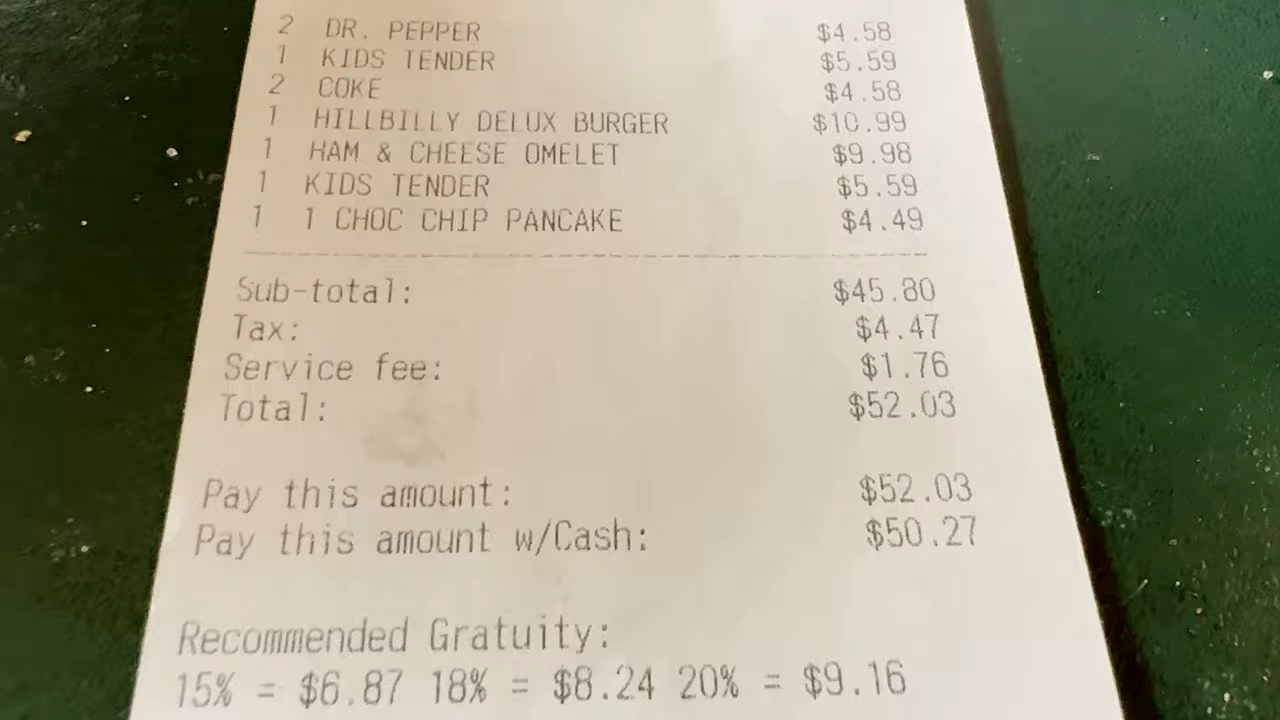 2 DR. PEPPER $4.58
1 KIDS TENDER $5.59
2 COKE $4.58
1 HILLBILLY DELUX BURGER $10.99
1 HAM & CHEESE OMELET $9.98
1 KIDS TENDER $5.59
1 1 CHOC CHIP PANCAKE $4.49
Sub-total: $45.80
Tax: $4.47
Service fee: $1.76
Total: $52.03
Pay this amount: $52.03
Pay this amount w/Cash: $50.27
Recommended Gratuity:
15% = $6.87 18% = $8.24 20% = $9.16